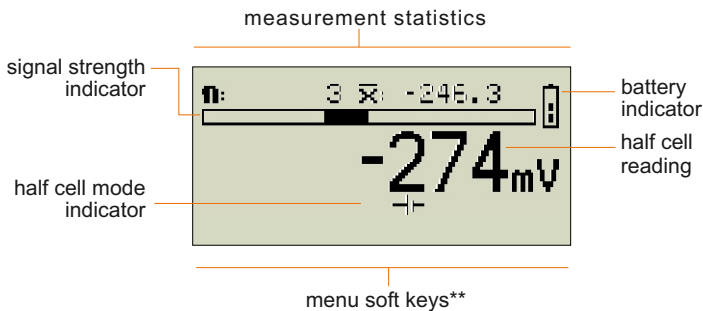 measurement statistics
signal strength
indicator
n: 3 x̅: -246.3
battery
indicator
-274mV
half cell
reading
half cell mode
indicator
menu soft keys**